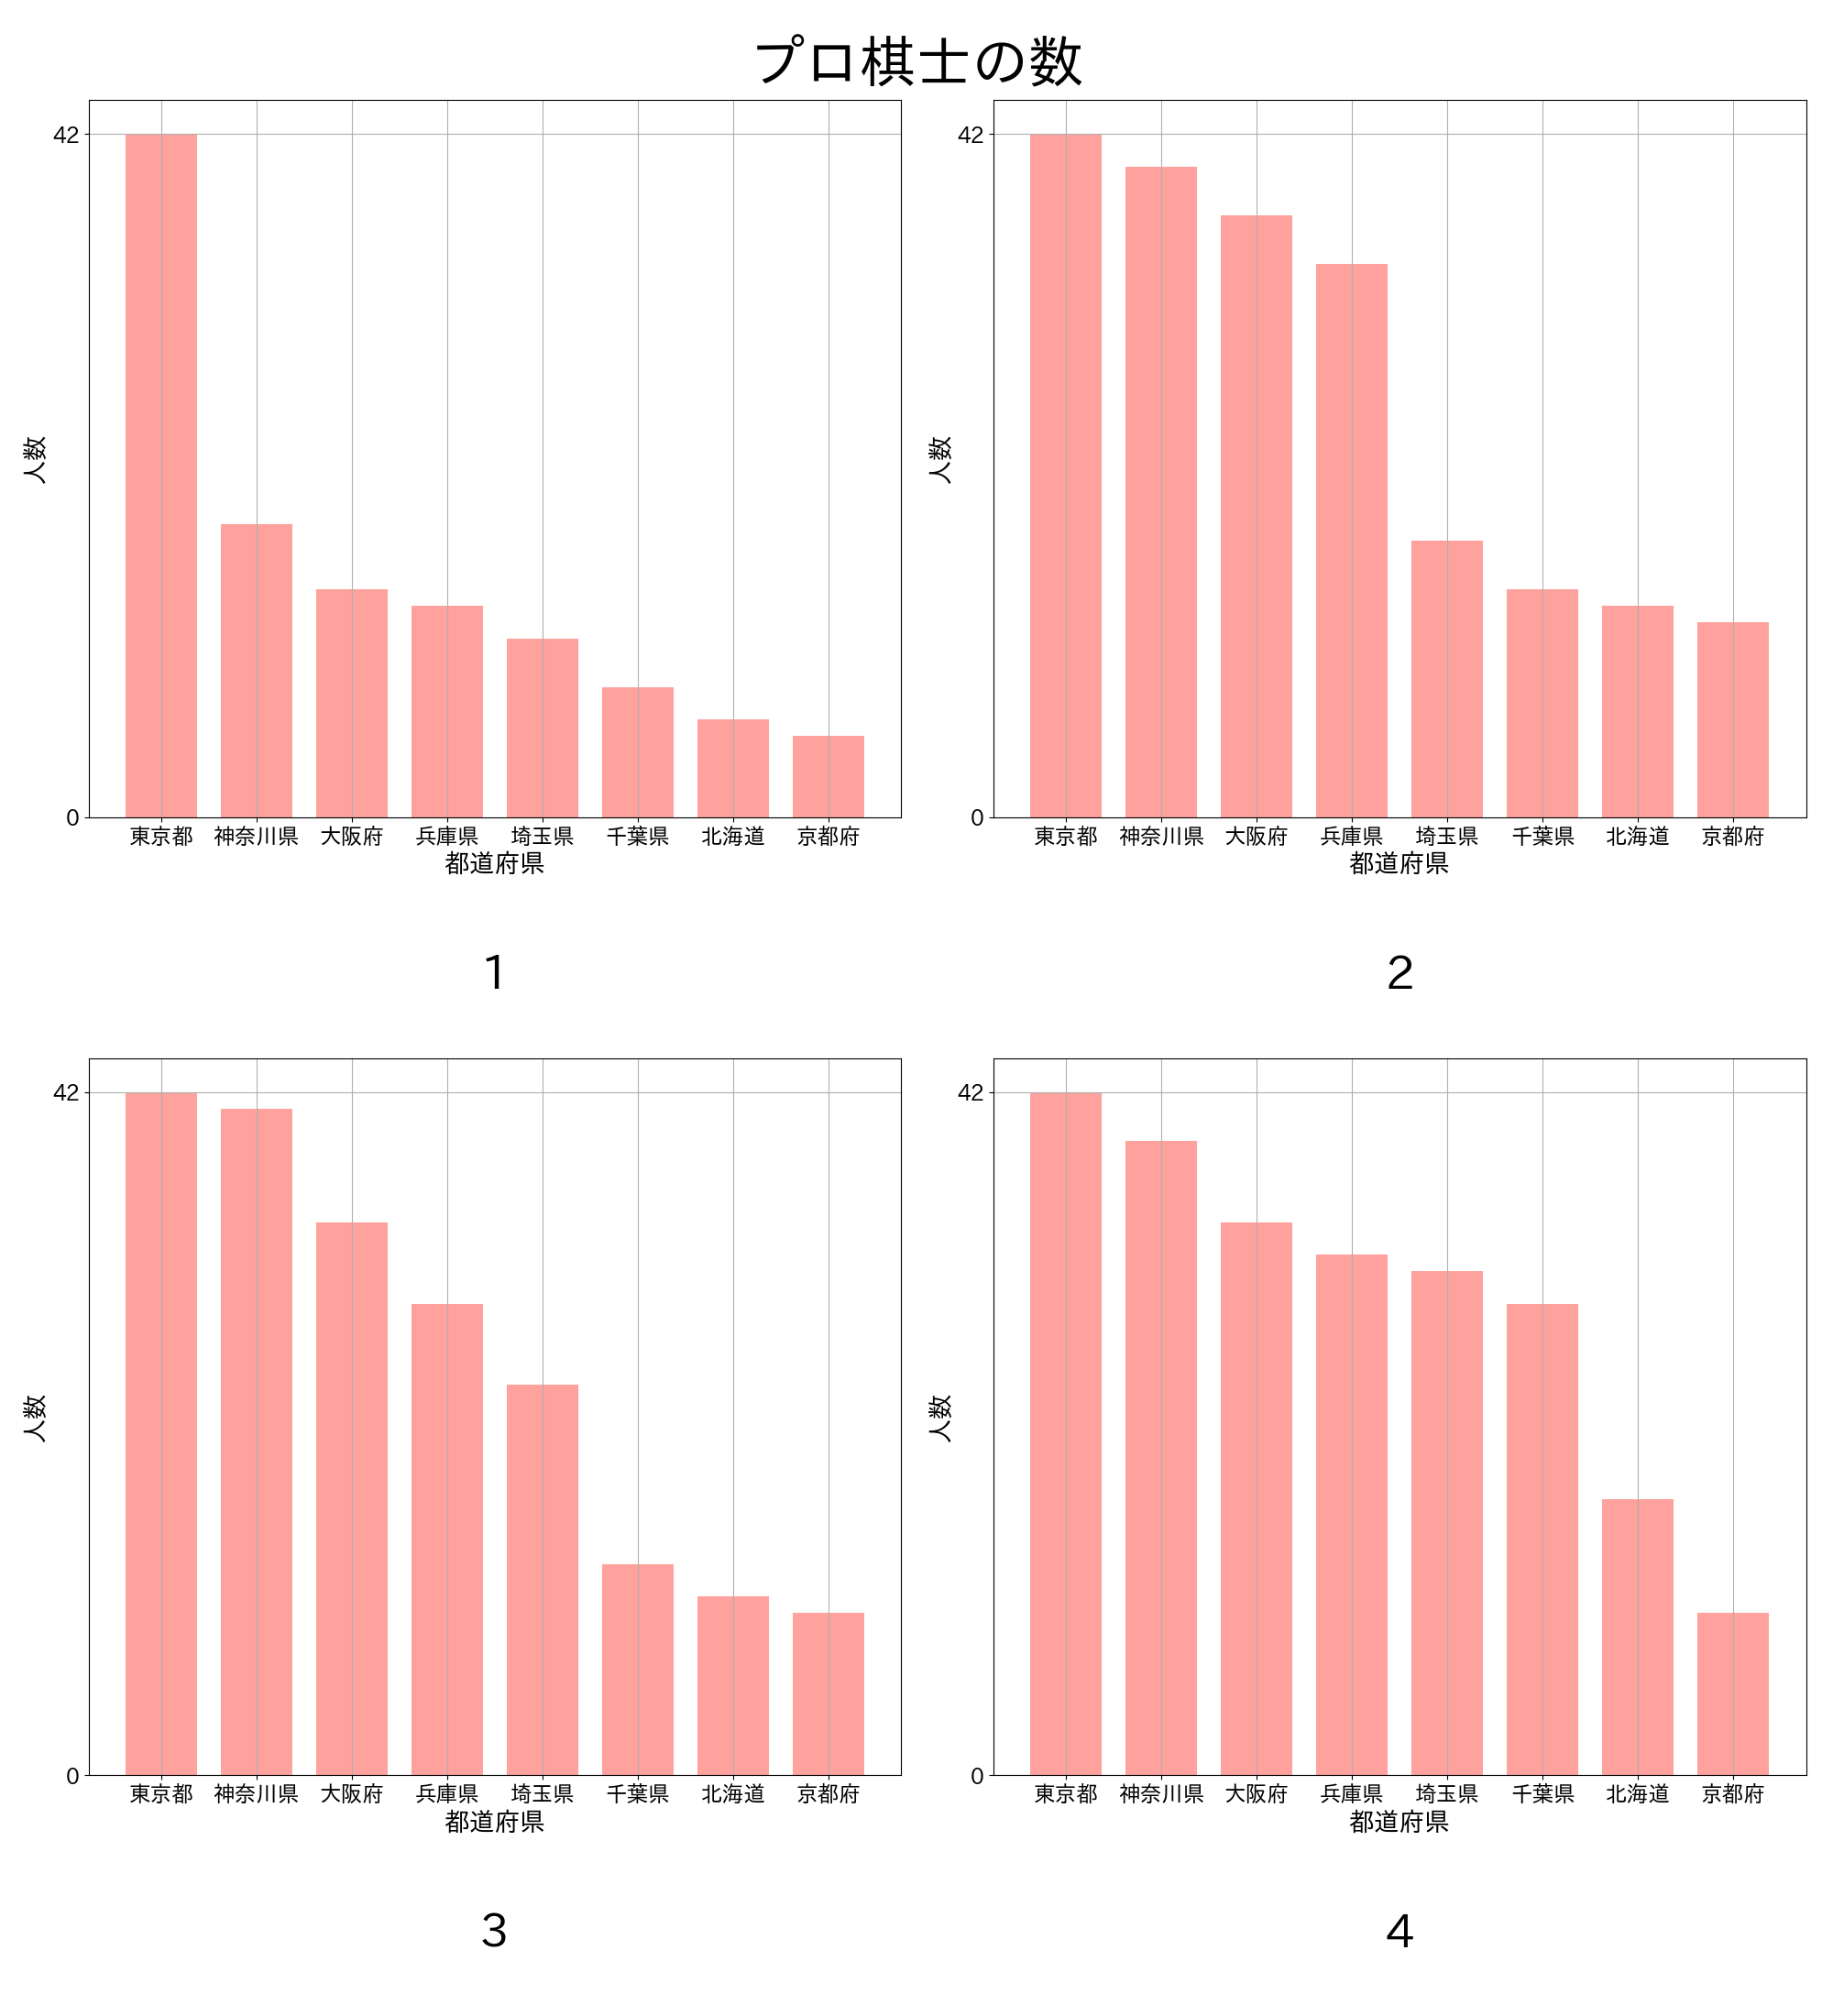 プロ棋士の数
42
0
人数
東京都 神奈川県 大阪府 兵庫県 埼玉県 千葉県 北海道 京都府
都道府県
1
42
0
人数
東京都 神奈川県 大阪府 兵庫県 埼玉県 千葉県 北海道 京都府
都道府県
2
42
0
人数
東京都 神奈川県 大阪府 兵庫県 埼玉県 千葉県 北海道 京都府
都道府県
3
42
0
人数
東京都 神奈川県 大阪府 兵庫県 埼玉県 千葉県 北海道 京都府
都道府県
4